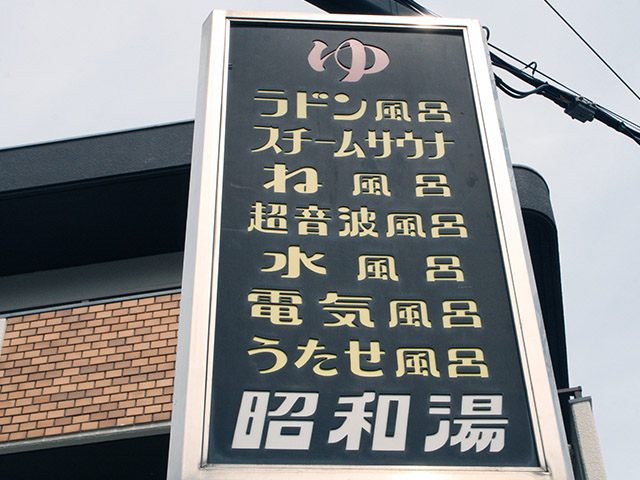 ゆ
ラドン風呂
スチームサウナ
ね風呂
超音波風呂
水風呂
電気風呂
うたせ風呂
昭和湯